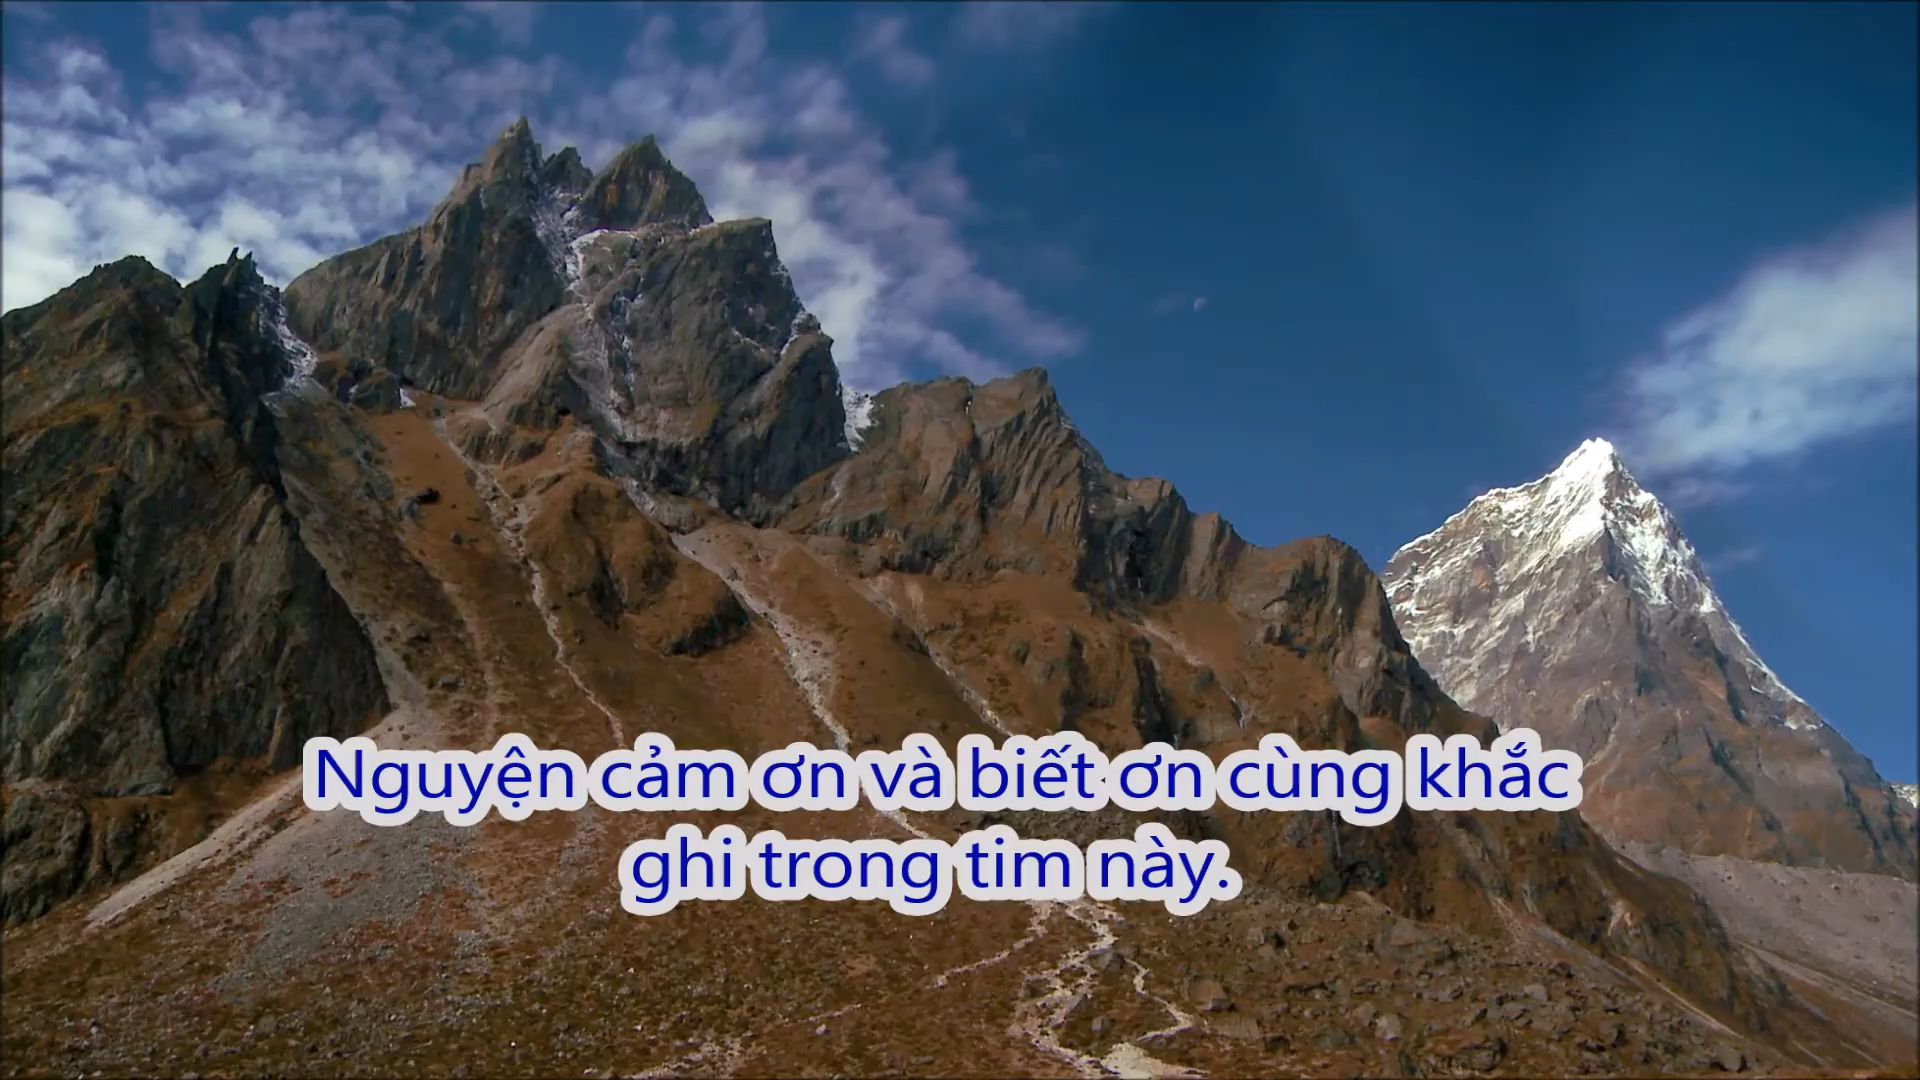 Nguyện cảm ơn và biết ơn cùng khắc
ghi trong tim này.